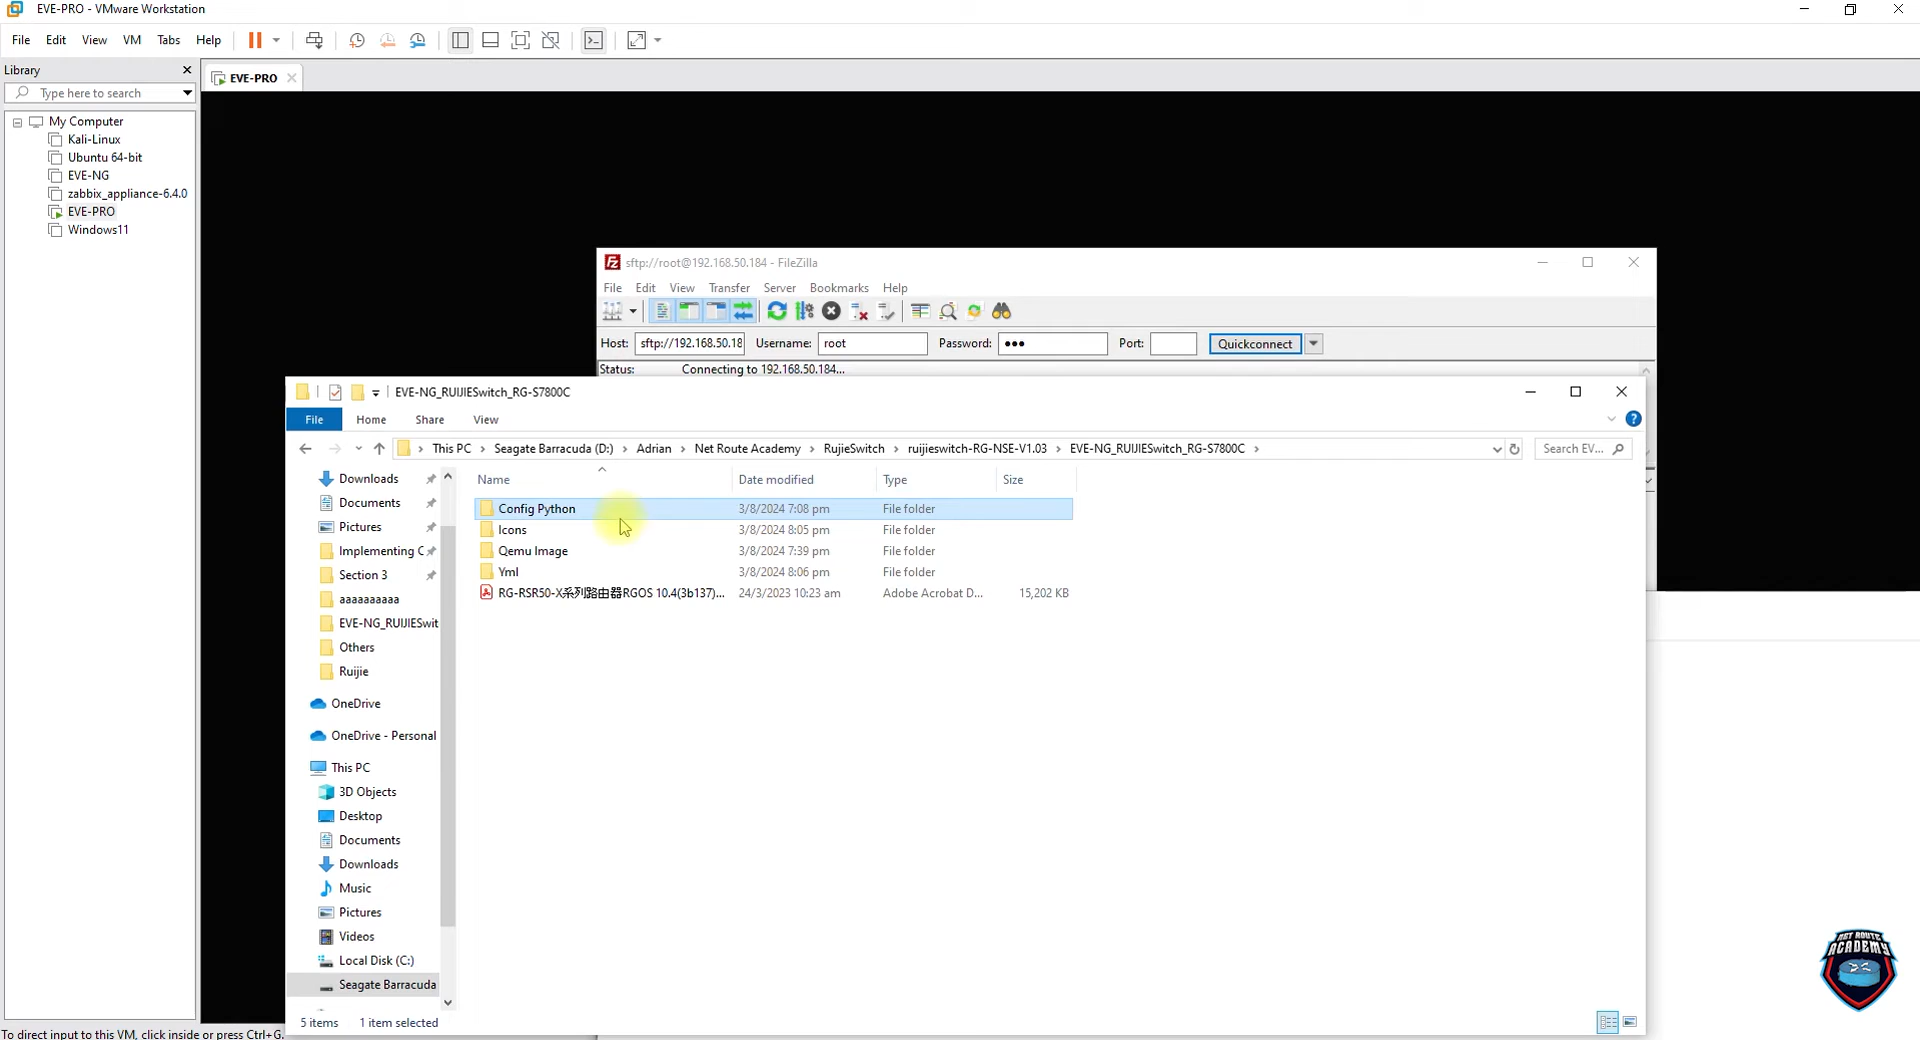 EVE-PRO - VMware Workstation
File Edit View VM Tabs Help
Library
EVE-PRO
Type here to search
My Computer
Kali-Linux
Ubuntu 64-bit
EVE-NG
zabbix_appliance-6.4.0
EVE-PRO
Windows11
sftp://root@192.168.50.184 - FileZilla
File Edit View Transfer Server Bookmarks Help
Host: sftp://192.168.50.18 Username: root Password: ●●● Port: Quickconnect
Status: Connecting to 192.168.50.184...
EVE-NG_RUIJIESwitch_RG-S7800C
File Home Share View
This PC > Seagate Barracuda (D:) > Adrian > Net Route Academy > RujieSwitch > ruijieswitch-RG-NSE-V1.03 > EVE-NG_RUIJIESwitch_RG-S7800C >
Search EV...
Name Date modified Type Size
Config Python 3/8/2024 7:08 pm File folder
Icons 3/8/2024 8:05 pm File folder
Qemu Image 3/8/2024 7:39 pm File folder
Yml 3/8/2024 8:06 pm File folder
RG-RSR50-X系列路由器RGOS 10.4(3b137)... 24/3/2023 10:23 am Adobe Acrobat D... 15,202 KB
Downloads
Documents
Pictures
Implementing C
Section 3
aaaaaaaaaa
EVE-NG_RUIJIESwit
Others
Ruijie
OneDrive
OneDrive - Personal
This PC
3D Objects
Desktop
Documents
Downloads
Music
Pictures
Videos
Local Disk (C:)
Seagate Barracuda
5 items 1 item selected
To direct input to this VM, click inside or press Ctrl+G.
NET ROUTE
ACADEMY